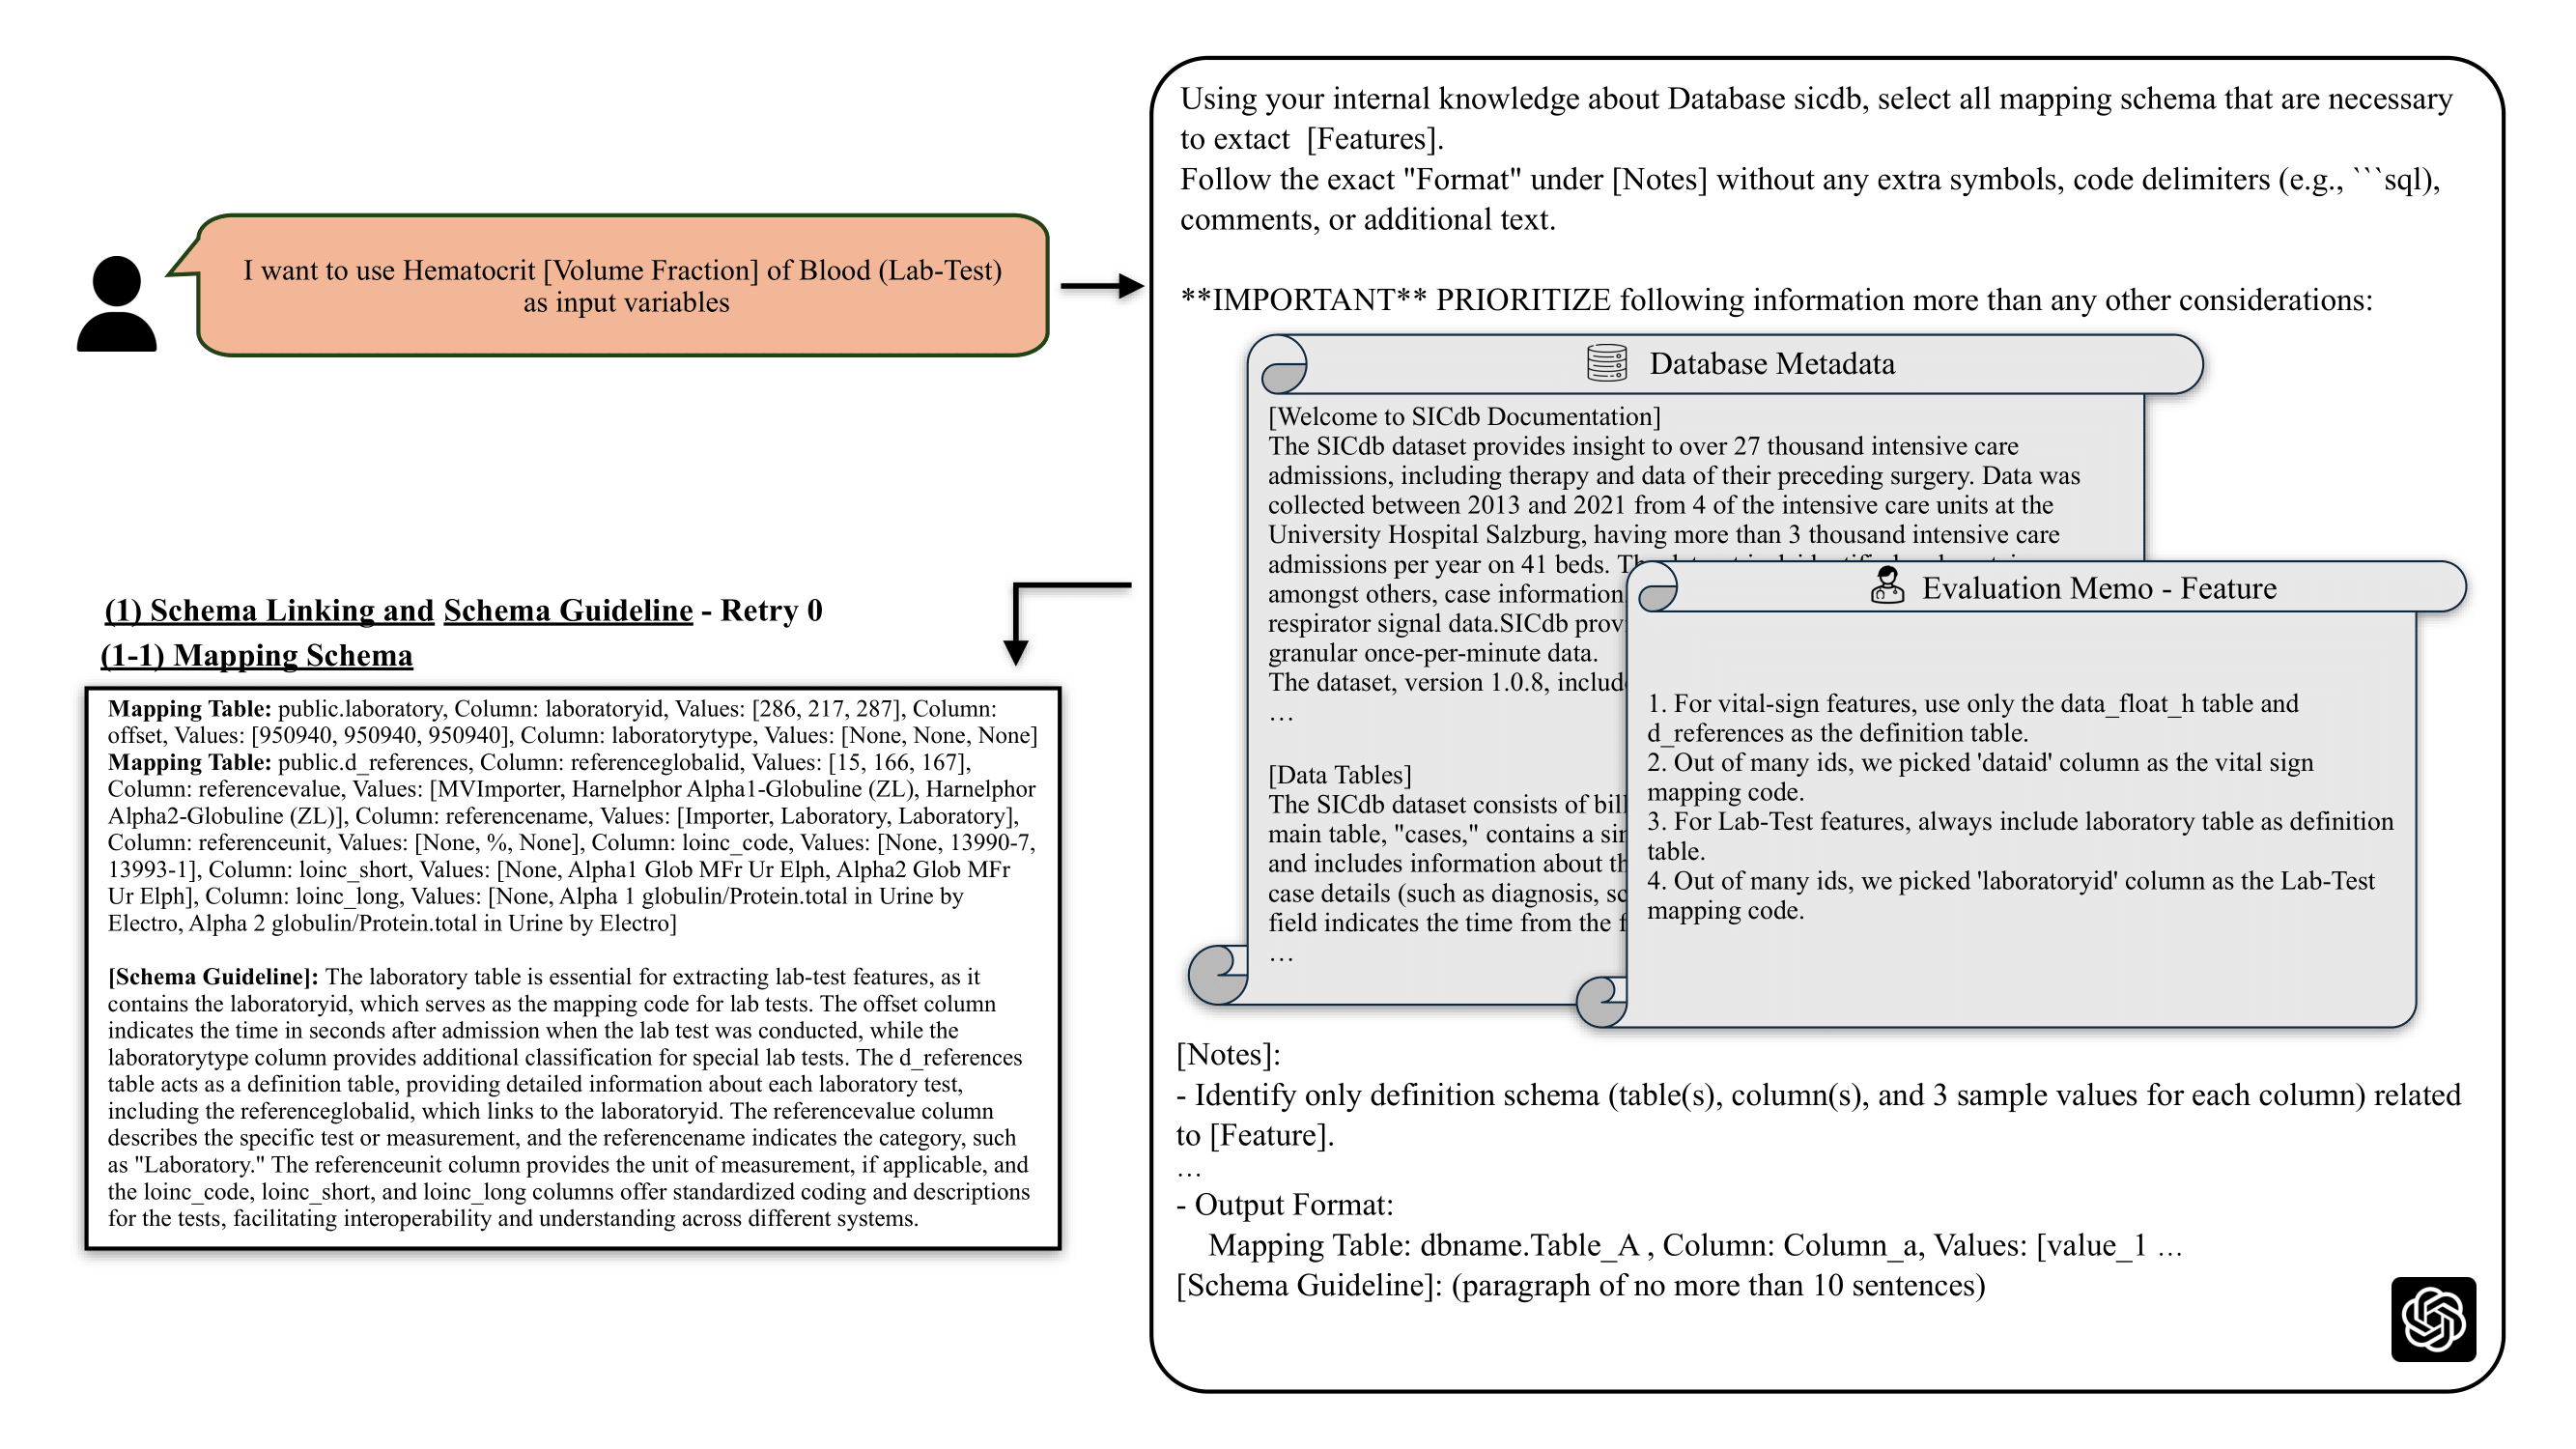 I want to use Hematocrit [Volume Fraction] of Blood (Lab-Test)
as input variables
Using your internal knowledge about Database sicdb, select all mapping schema that are necessary
to extact  [Features].
Follow the exact "Format" under [Notes] without any extra symbols, code delimiters (e.g., ```sql),
comments, or additional text.
**IMPORTANT** PRIORITIZE following information more than any other considerations:
Database Metadata
[Welcome to SICdb Documentation]
The SICdb dataset provides insight to over 27 thousand intensive care
admissions, including therapy and data of their preceding surgery. Data was
collected between 2013 and 2021 from 4 of the intensive care units at the
University Hospital Salzburg, having more than 3 thousand intensive care
admissions per year on 41 beds.
amongst others, case information,
respirator signal data.SICdb
granular once-per-minute data.
The dataset, version 1.0.8,
…
[Data Tables]
The SICdb dataset consists of
main table, "cases," contains a
and includes information about
case details (such as diagnosis,
field indicates the time from the
…
Evaluation Memo - Feature
1. For vital-sign features, use only the data_float_h table and
d_references as the definition table.
2. Out of many ids, we picked 'dataid' column as the vital sign
mapping code.
3. For Lab-Test features, always include laboratory table as definition
table.
4. Out of many ids, we picked 'laboratoryid' column as the Lab-Test
mapping code.
[Notes]:
- Identify only definition schema (table(s), column(s), and 3 sample values for each column) related
to [Feature].
…
- Output Format:
Mapping Table: dbname.Table_A , Column: Column_a, Values: [value_1 …
[Schema Guideline]: (paragraph of no more than 10 sentences)
(1) Schema Linking and Schema Guideline - Retry 0
(1-1) Mapping Schema
Mapping Table: public.laboratory, Column: laboratoryid, Values: [286, 217, 287], Column:
offset, Values: [950940, 950940, 950940], Column: laboratorytype, Values: [None, None, None]
Mapping Table: public.d_references, Column: referenceglobalid, Values: [15, 166, 167],
Column: referencevalue, Values: [MVImporter, Harnelphor Alpha1-Globuline (ZL), Harnelphor
Alpha2-Globuline (ZL)], Column: referencename, Values: [Importer, Laboratory, Laboratory],
Column: referenceunit, Values: [None, %, None], Column: loinc_code, Values: [None, 13990-7,
13993-1], Column: loinc_short, Values: [None, Alpha1 Glob MFr Ur Elph, Alpha2 Glob MFr
Ur Elph], Column: loinc_long, Values: [None, Alpha 1 globulin/Protein.total in Urine by
Electro, Alpha 2 globulin/Protein.total in Urine by Electro]
[Schema Guideline]: The laboratory table is essential for extracting lab-test features, as it
contains the laboratoryid, which serves as the mapping code for lab tests. The offset column
indicates the time in seconds after admission when the lab test was conducted, while the
laboratorytype column provides additional classification for special lab tests. The d_references
table acts as a definition table, providing detailed information about each laboratory test,
including the referenceglobalid, which links to the laboratoryid. The referencevalue column
describes the specific test or measurement, and the referencename indicates the category, such
as "Laboratory." The referenceunit column provides the unit of measurement, if applicable, and
the loinc_code, loinc_short, and loinc_long columns offer standardized coding and descriptions
for the tests, facilitating interoperability and understanding across different systems.